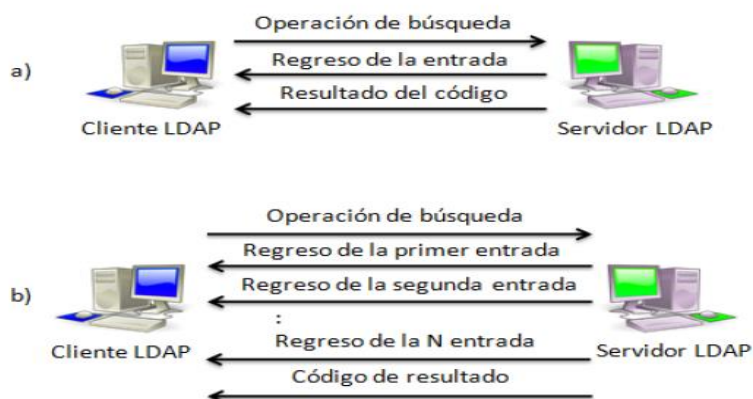 Operación de búsqueda
a)
Regreso de la entrada
Resultado del código
Cliente LDAP
Servidor LDAP
Operación de búsqueda
Regreso de la primer entrada
b)
Regreso de la segunda entrada
:
Regreso de la N entrada
Cliente LDAP
Servidor LDAP
Código de resultado